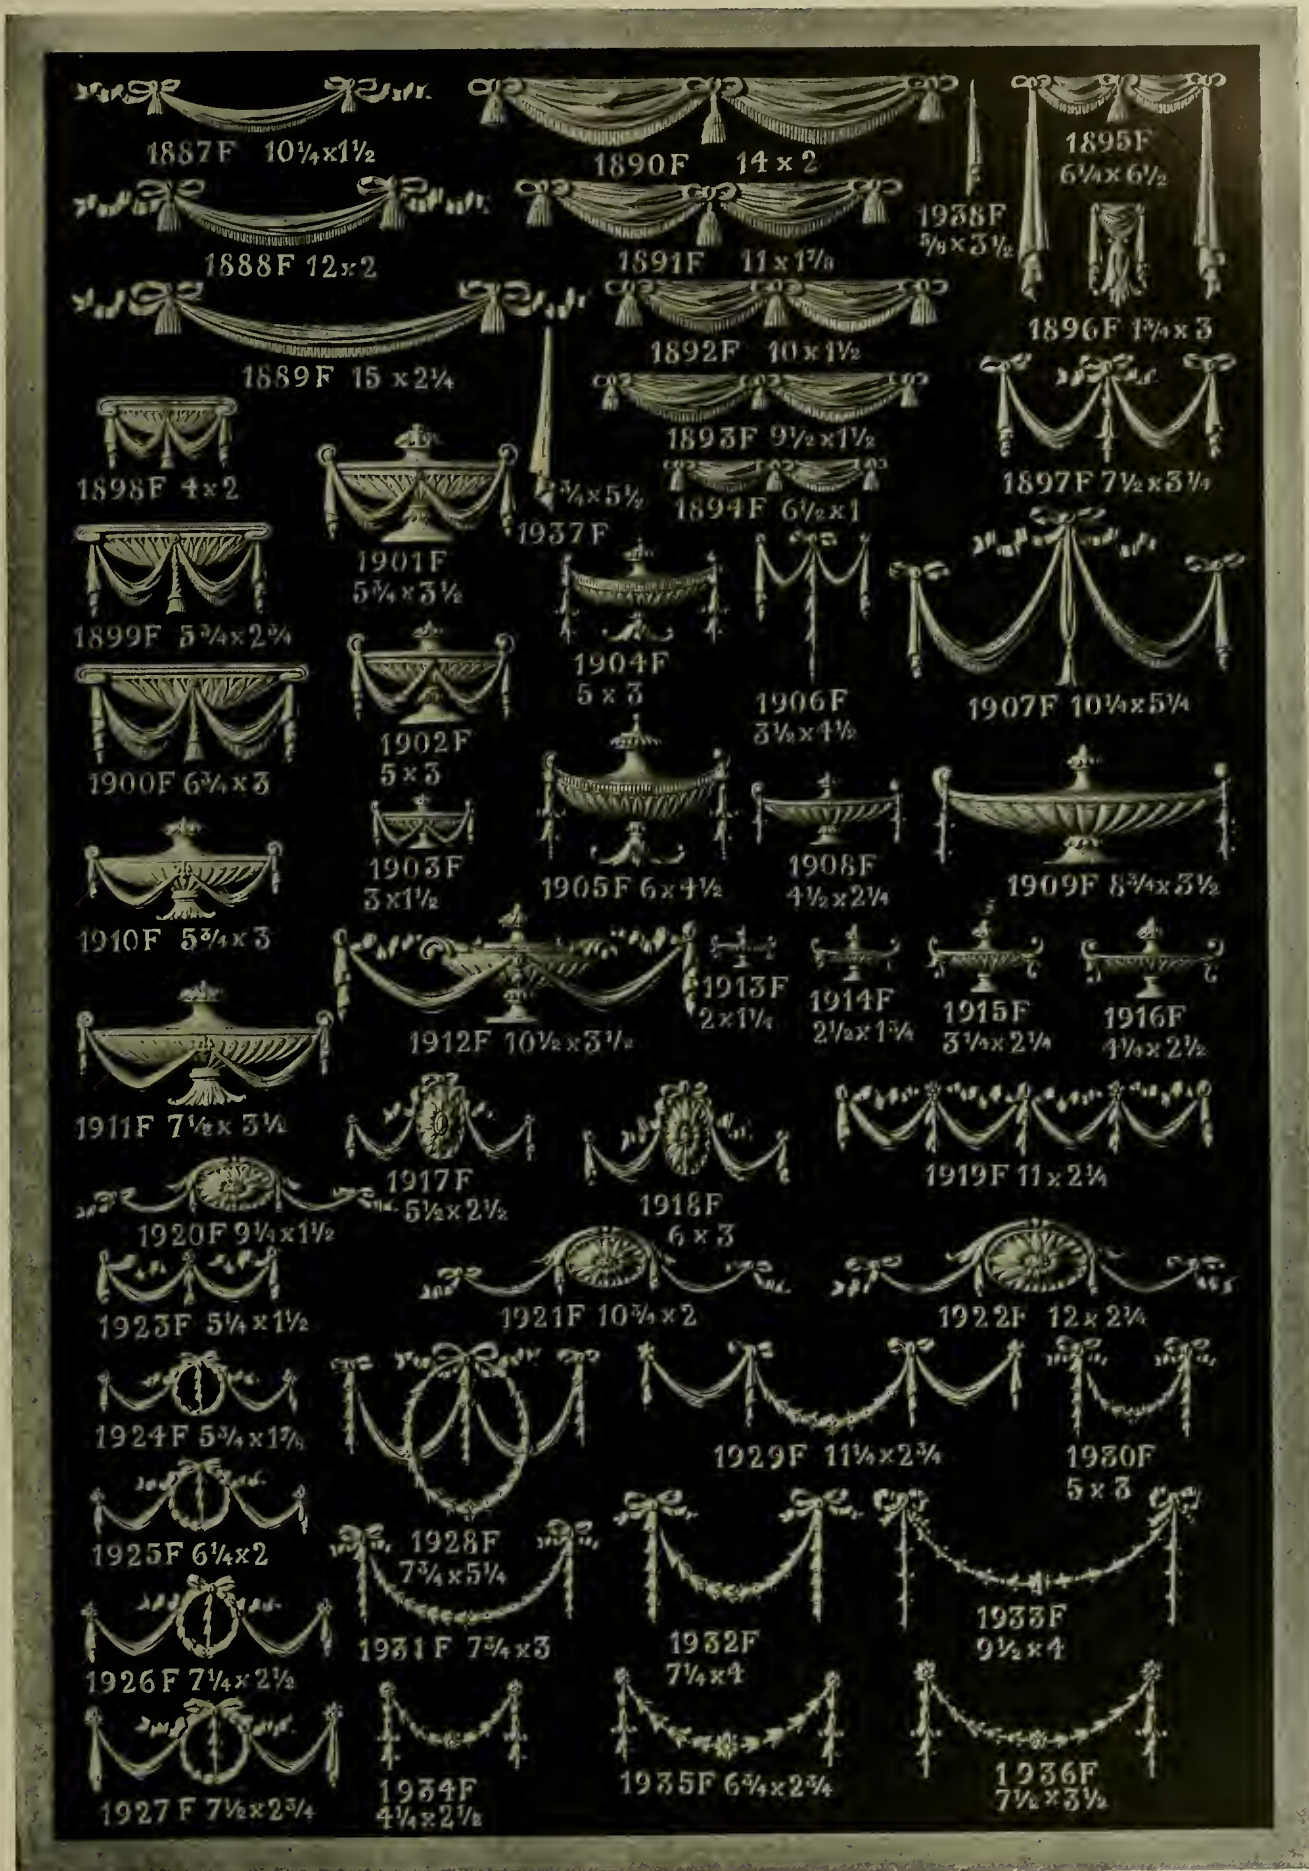 1887F 10¼x1½
1890F 14x2
1895F
6¼x6½
1938F
⅝x3½
1888F 12x2
1891F 11x1⅞
1896F 1¾x3
1889F 15x2¼
1892F 10x1½
1893F 9½x1½
1897F 7½x3¼
1898F 4x2
1894F 6½x1
¾x5½
1937F
1901F
5¾x3½
1899F 5¾x2¾
1904F
5x3
1906F
3½x4½
1907F 10¼x5¼
1902F
5x3
1900F 6¾x3
1903F
3x1½
1905F 6x4½
1908F
4½x2¼
1909F 8¾x3½
1910F 5¾x3
1912F 10½x3½
1913F
2x1¼
1914F
2½x1¾
1915F
3¼x2¼
1916F
4¼x2½
1911F 7½x3½
1917F
5½x2½
1918F
6x3
1919F 11x2¼
1920F 9¼x1½
1921F 10¾x2
1922F 12x2¼
1923F 5¼x1½
1924F 5¾x1⅞
1929F 11¼x2¾
1930F
5x3
1928F
7¾x5¼
1925F 6¼x2
1931F 7¾x3
1932F
7¼x4
1933F
9½x4
1926F 7¼x2½
1927F 7½x2¾
1934F
4¼x2½
1935F 6¾x2¾
1936F
7½x3½